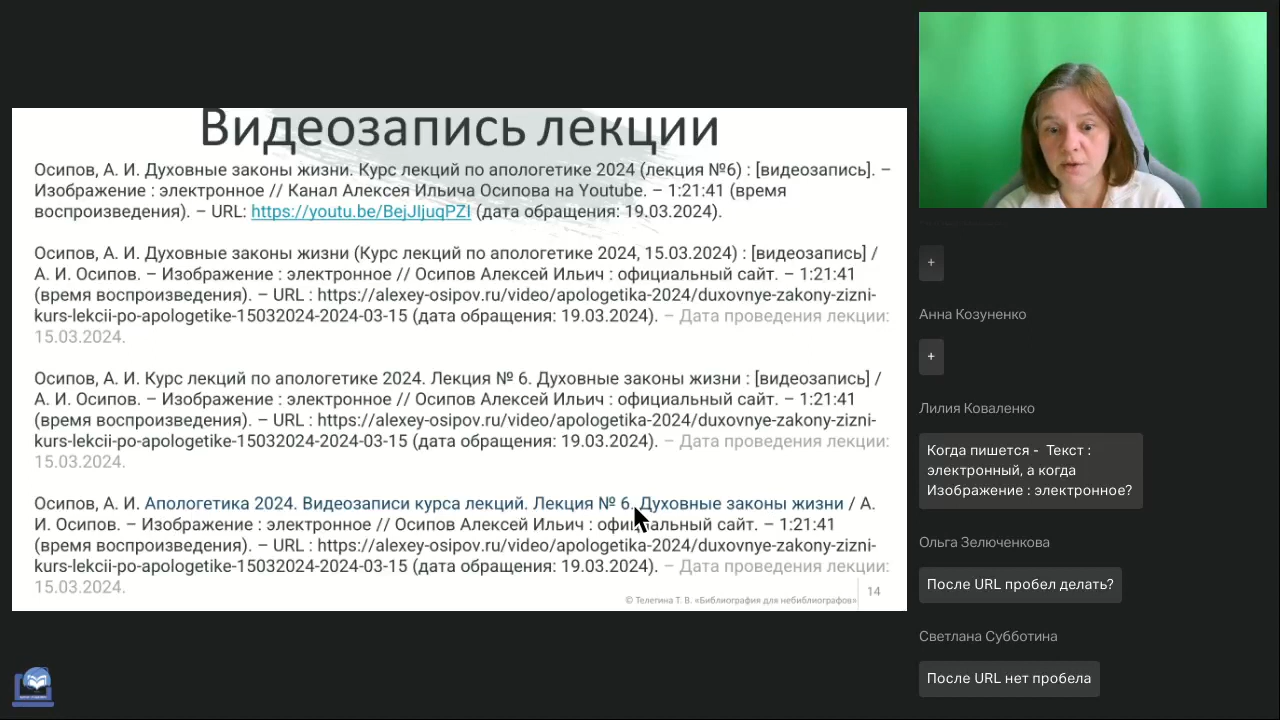 Видеозапись лекции
Осипов, А. И. Духовные законы жизни. Курс лекций по апологетике 2024 (лекция №6) : [видеозапись]. –
Изображение : электронное // Канал Алексея Ильича Осипова на Youtube. – 1:21:41 (время
воспроизведения). – URL: https://youtu.be/BejJIjuqPZI (дата обращения: 19.03.2024).
Осипов, А. И. Духовные законы жизни (Курс лекций по апологетике 2024, 15.03.2024) : [видеозапись] /
А. И. Осипов. – Изображение : электронное // Осипов Алексей Ильич : официальный сайт. – 1:21:41
(время воспроизведения). – URL : https://alexey-osipov.ru/video/apologetika-2024/duxovnye-zakony-zizni-
kurs-lekcii-po-apologetike-15032024-2024-03-15 (дата обращения: 19.03.2024). – Дата проведения лекции:
15.03.2024.
Осипов, А. И. Курс лекций по апологетике 2024. Лекция № 6. Духовные законы жизни : [видеозапись] /
А. И. Осипов. – Изображение : электронное // Осипов Алексей Ильич : официальный сайт. – 1:21:41
(время воспроизведения). – URL : https://alexey-osipov.ru/video/apologetika-2024/duxovnye-zakony-zizni-
kurs-lekcii-po-apologetike-15032024-2024-03-15 (дата обращения: 19.03.2024). – Дата проведения лекции:
15.03.2024.
Осипов, А. И. Апологетика 2024. Видеозаписи курса лекций. Лекция № 6. Духовные законы жизни / А.
И. Осипов. – Изображение : электронное // Осипов Алексей Ильич : официальный сайт. – 1:21:41
(время воспроизведения). – URL : https://alexey-osipov.ru/video/apologetika-2024/duxovnye-zakony-zizni-
kurs-lekcii-po-apologetike-15032024-2024-03-15 (дата обращения: 19.03.2024). – Дата проведения лекции:
15.03.2024.
© Телегина Т. В. «Библиография для небиблиографов»
14
+
Анна Козуненко
+
Лилия Коваленко
Когда пишется - Текст :
электронный, а когда
Изображение : электронное?
Ольга Зелюченкова
После URL пробел делать?
Светлана Субботина
После URL нет пробела